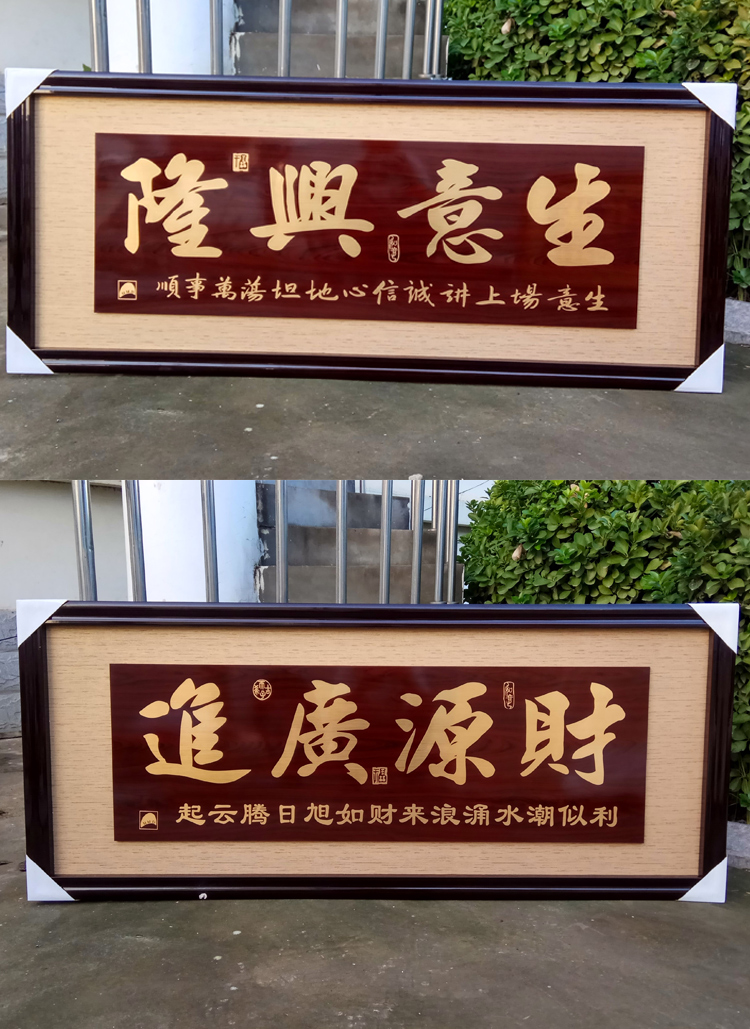 生意興隆
生意場上讲誠信心地坦蕩萬事順
財源廣進
利似潮水涌浪来财如旭日腾云起